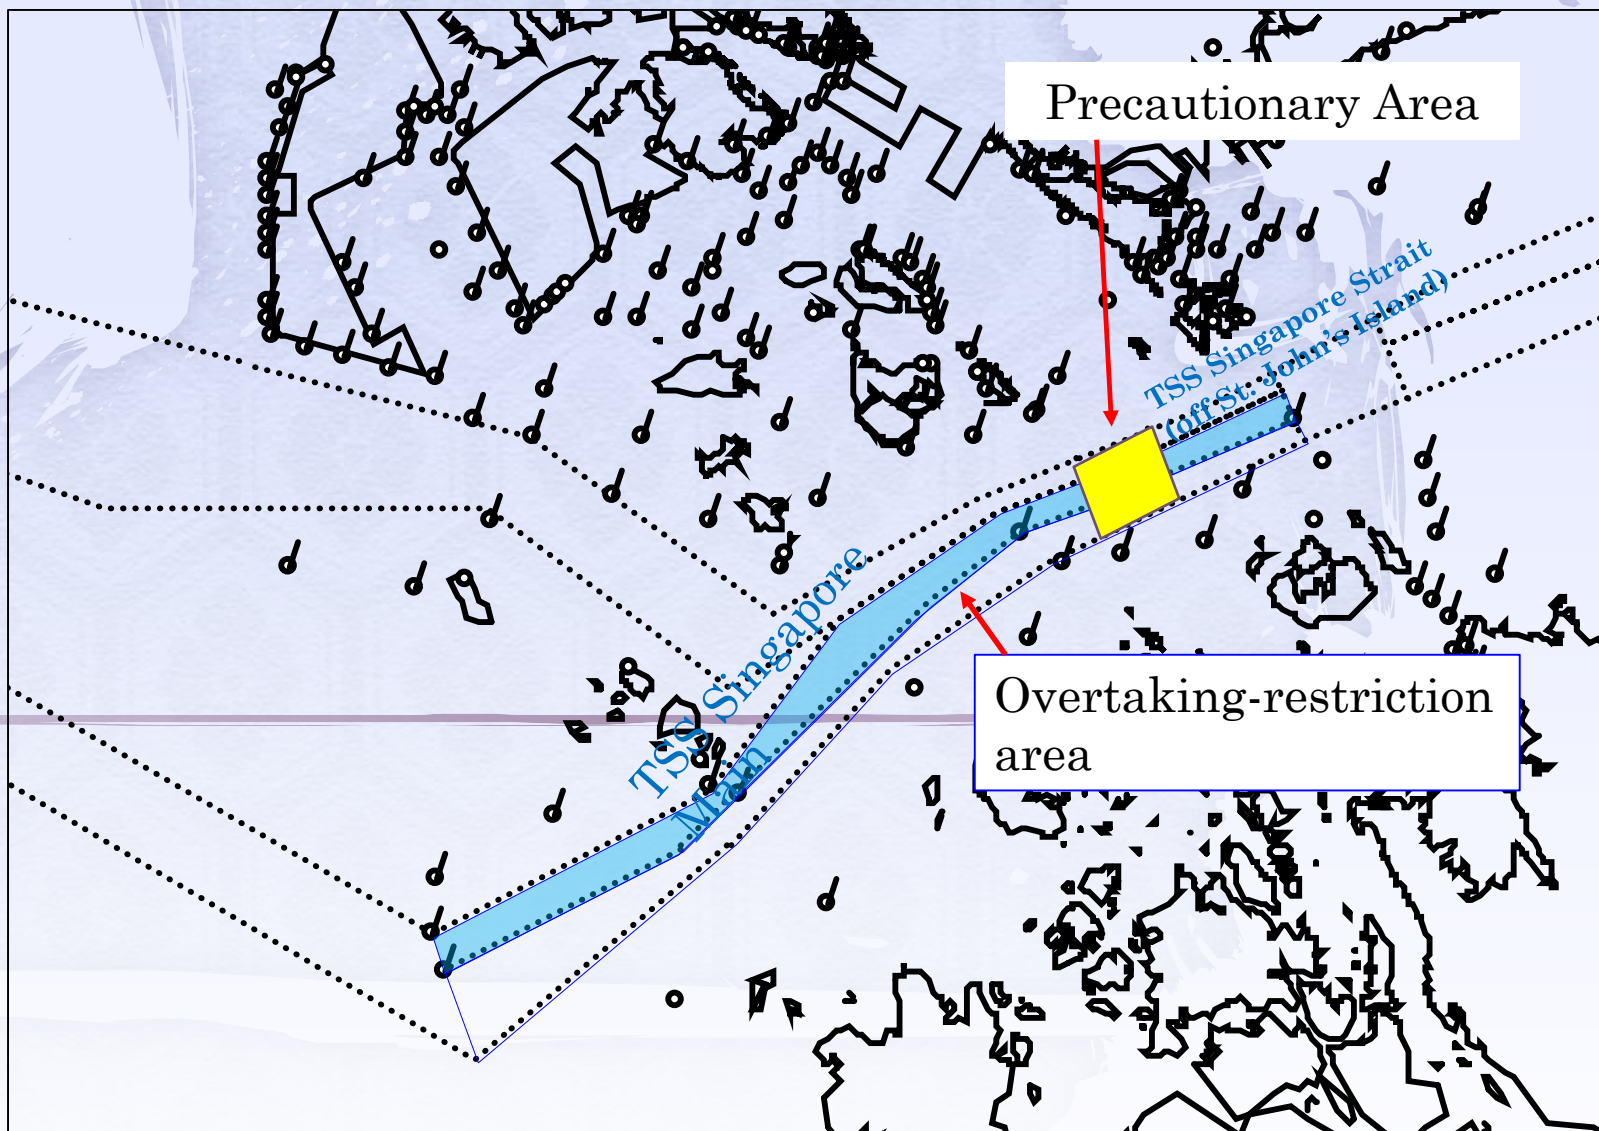 Precautionary Area
TSS Singapore Strait
(off St. John's Island)
TSS Singapore
Main
Overtaking-restriction
area